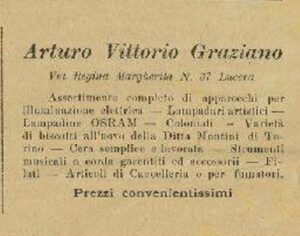 Arturo Vittorio Graziano
Via Regina Margherita N. 37 Lucera
Assortimento completo di apparecchi per
illuminazione elettrica — Lampadari artistici —
Lampadine OSRAM — Coloniali — Varietà
di biscotti all'uovo della Ditta Montini di To-
rino — Cera semplice e lavorata — Strumenti
musicali a corda garentiti ed accessorii — Fi-
lati — Articoli di Cancelleria e per fumatori.
Prezzi convenientissimi